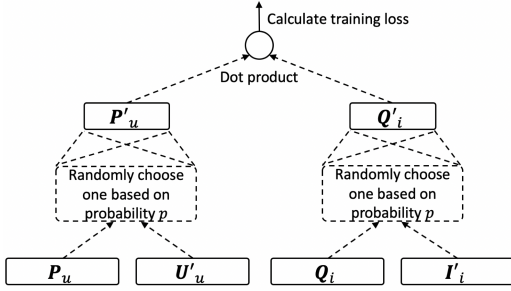 Calculate training loss
Dot product
P'u
Q'i
Randomly choose
one based on
probability p
Randomly choose
one based on
probability p
Pu
U'u
Qi
I'i